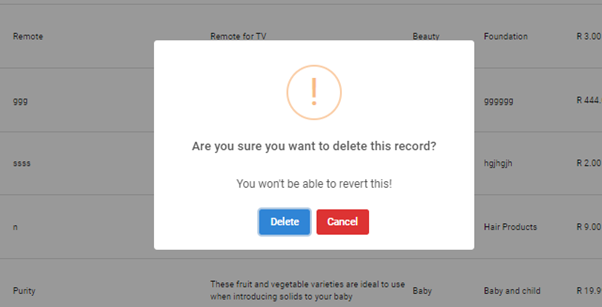 Remote Remote for TV Beauty Foundation R 3.00
ggg gggggg R 444.
!
Are you sure you want to delete this record?
ssss hgjhgjh R 2.00
You won't be able to revert this!
Delete Cancel
n Hair Products R 9.00
These fruit and vegetable varieties are ideal to use
Purity Baby Baby and child R 19.9
when introducing solids to your baby